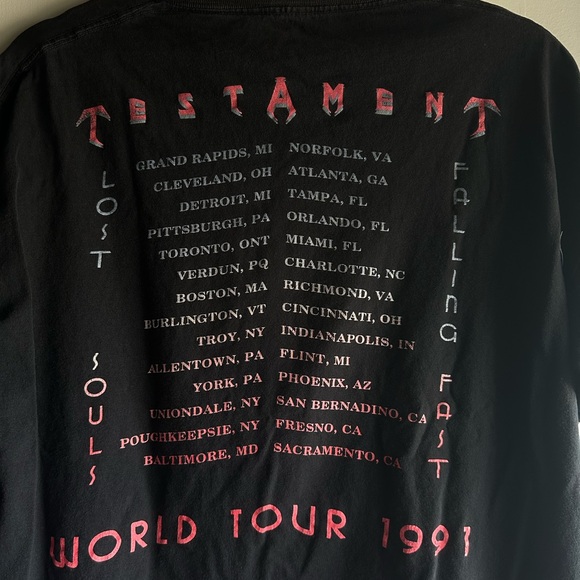 TESTAMENT
LOST SOULS
GRAND RAPIDS, MI NORFOLK, VA
CLEVELAND, OH ATLANTA, GA
DETROIT, MI TAMPA, FL
PITTSBURGH, PA ORLANDO, FL
TORONTO, ONT MIAMI, FL
VERDUN, PQ CHARLOTTE, NC
BOSTON, MA RICHMOND, VA
BURLINGTON, VT CINCINNATI, OH
TROY, NY INDIANAPOLIS, IN
ALLENTOWN, PA FLINT, MI
YORK, PA PHOENIX, AZ
UNIONDALE, NY SAN BERNADINO, CA
POUGHKEEPSIE, NY FRESNO, CA
BALTIMORE, MD SACRAMENTO, CA
FALLING FAST
WORLD TOUR 1991